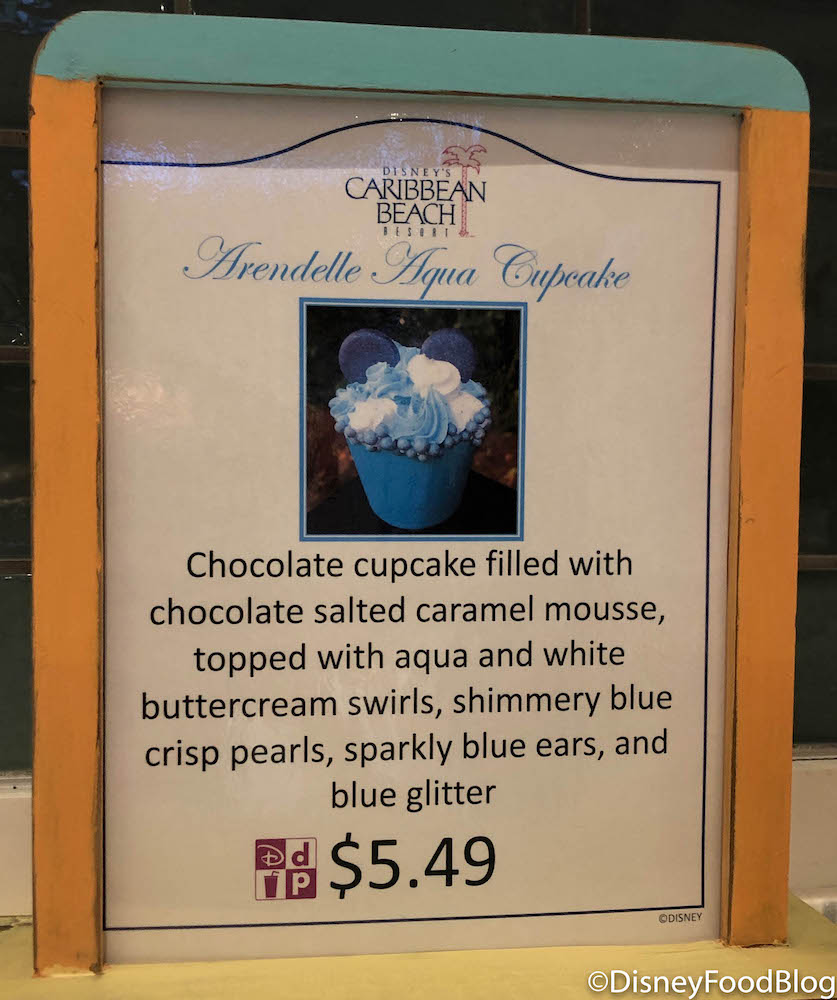 DISNEY'S
CARIBBEAN
BEACH
RESORT
Arendelle Aqua Cupcake
Chocolate cupcake filled with
chocolate salted caramel mousse,
topped with aqua and white
buttercream swirls, shimmery blue
crisp pearls, sparkly blue ears, and
blue glitter
D d
p $5.49
©DISNEY
©DisneyFoodBlog